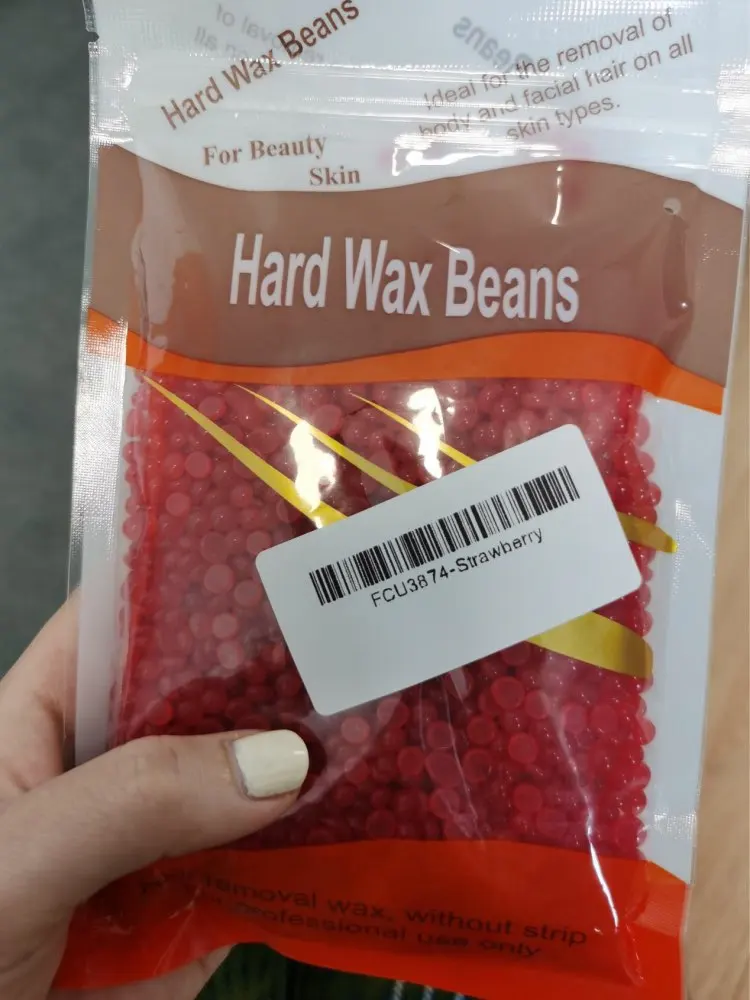 Hard Wax Beans
Beans
Ideal for the removal of
body and facial hair on all
skin types.
For Beauty
Skin
Hard Wax Beans
FCU3874-Strawberry
removal wax, without strip
professional use only